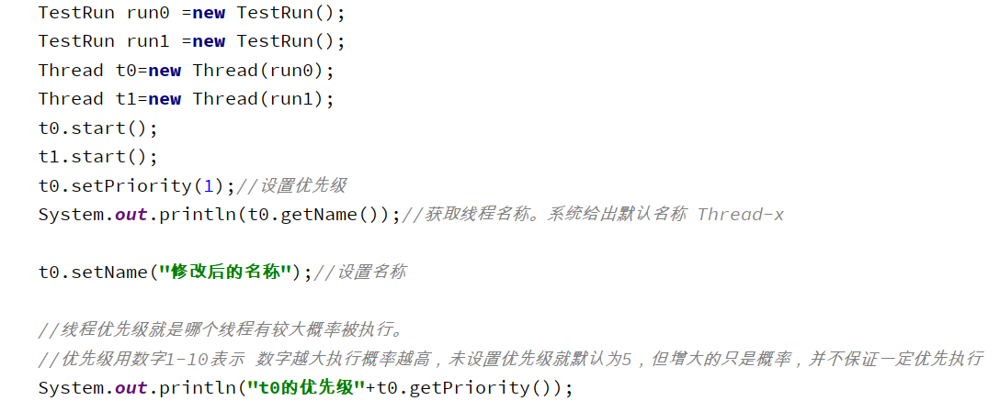 TestRun run0 =new TestRun();
TestRun run1 =new TestRun();
Thread t0=new Thread(run0);
Thread t1=new Thread(run1);
t0.start();
t1.start();
t0.setPriority(1);//设置优先级
System.out.println(t0.getName());//获取线程名称。系统给出默认名称 Thread-x
t0.setName("修改后的名称");//设置名称
//线程优先级就是哪个线程有较大概率被执行。
//优先级用数字1-10表示 数字越大执行概率越高，未设置优先级就默认为5，但增大的只是概率，并不保证一定优先执行
System.out.println("t0的优先级"+t0.getPriority());